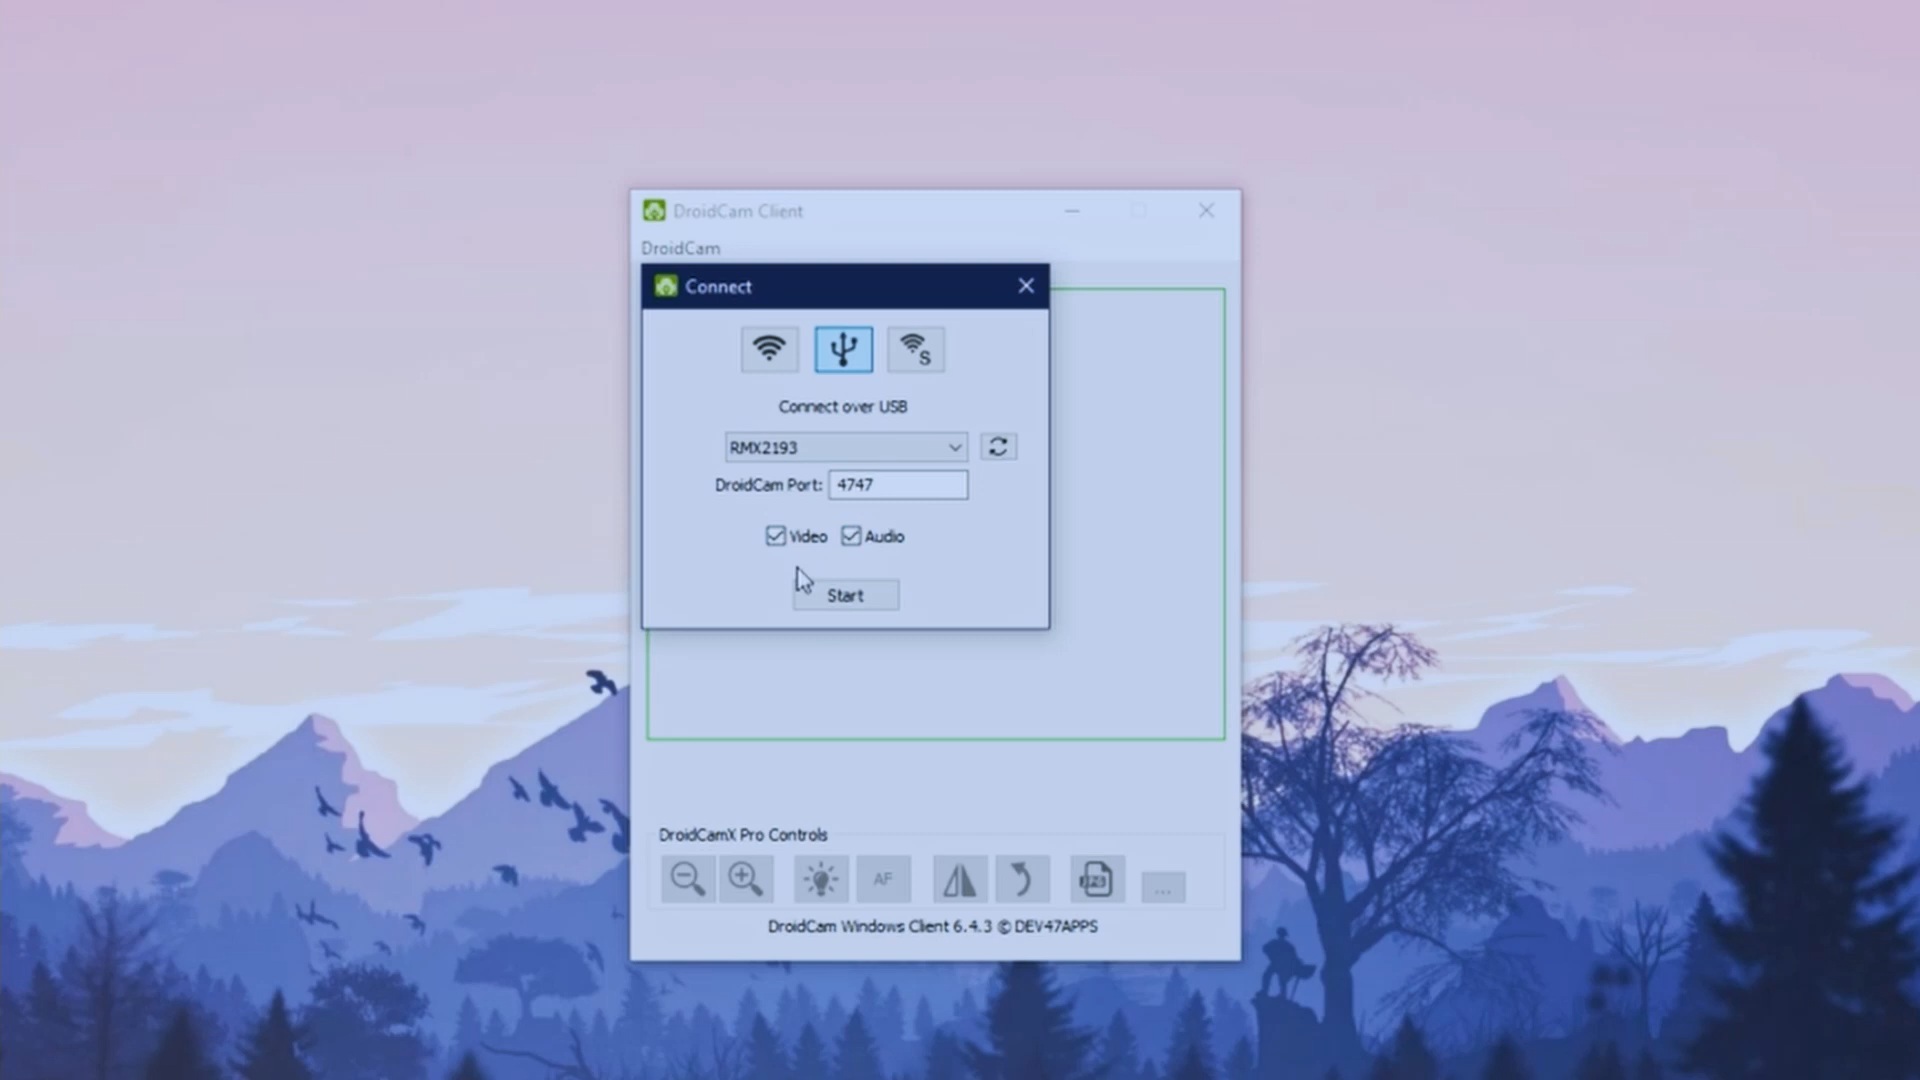 DroidCam Client
DroidCam
Connect
S
Connect over USB
RMX2193
DroidCam Port: 4747
Video Audio
Start
DroidCamX Pro Controls
AF JPG ...
DroidCam Windows Client 6.4.3 © DEV47APPS